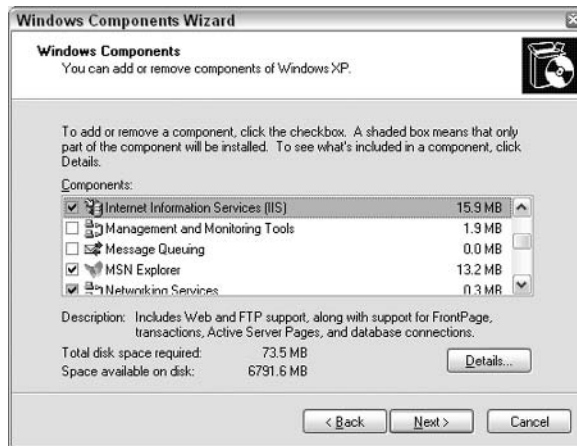 Windows Components Wizard
Windows Components
You can add or remove components of Windows XP.
To add or remove a component, click the checkbox. A shaded box means that only
part of the component will be installed. To see what's included in a component, click
Details.
Components:
Internet Information Services (IIS) 15.9 MB
Management and Monitoring Tools 1.9 MB
Message Queuing 0.0 MB
MSN Explorer 13.2 MB
Networking Services 0.3 MB
Description: Includes Web and FTP support, along with support for FrontPage,
transactions, Active Server Pages, and database connections.
Total disk space required: 73.5 MB
Space available on disk: 6791.6 MB
Details...
< Back Next > Cancel